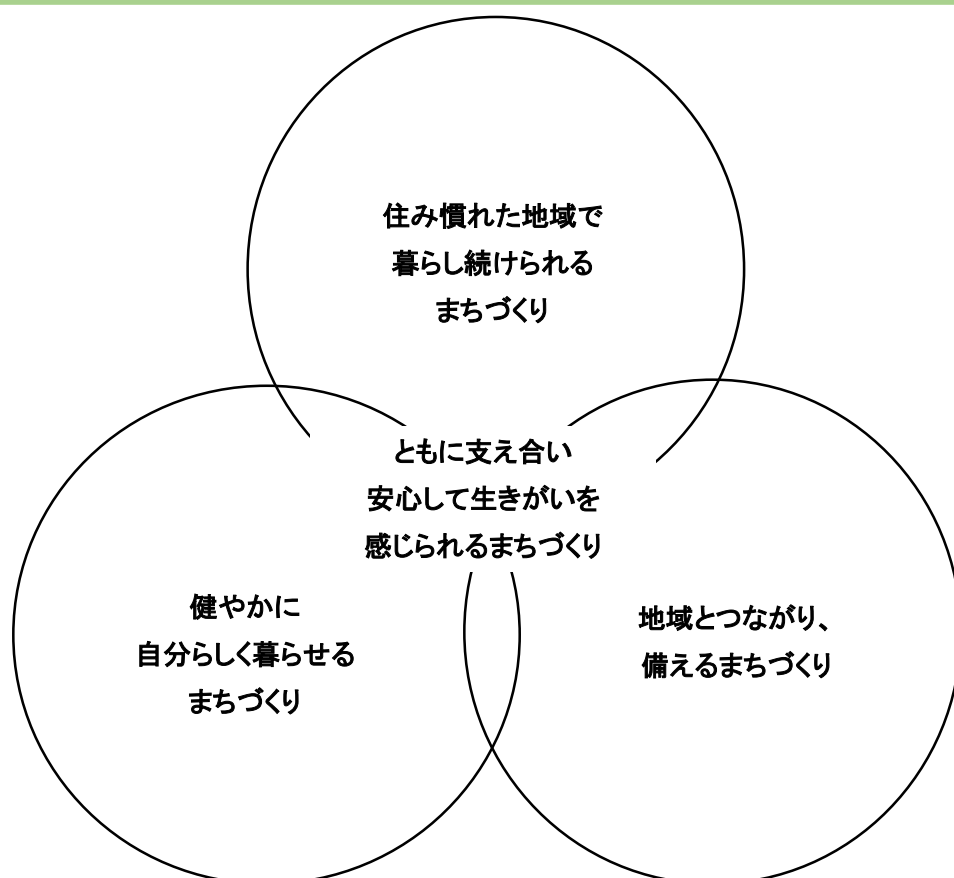 住み慣れた地域で
暮らし続けられる
まちづくり
ともに支え合い
安心して生きがいを
感じられるまちづくり
健やかに
自分らしく暮らせる
まちづくり
地域とつながり、
備えるまちづくり